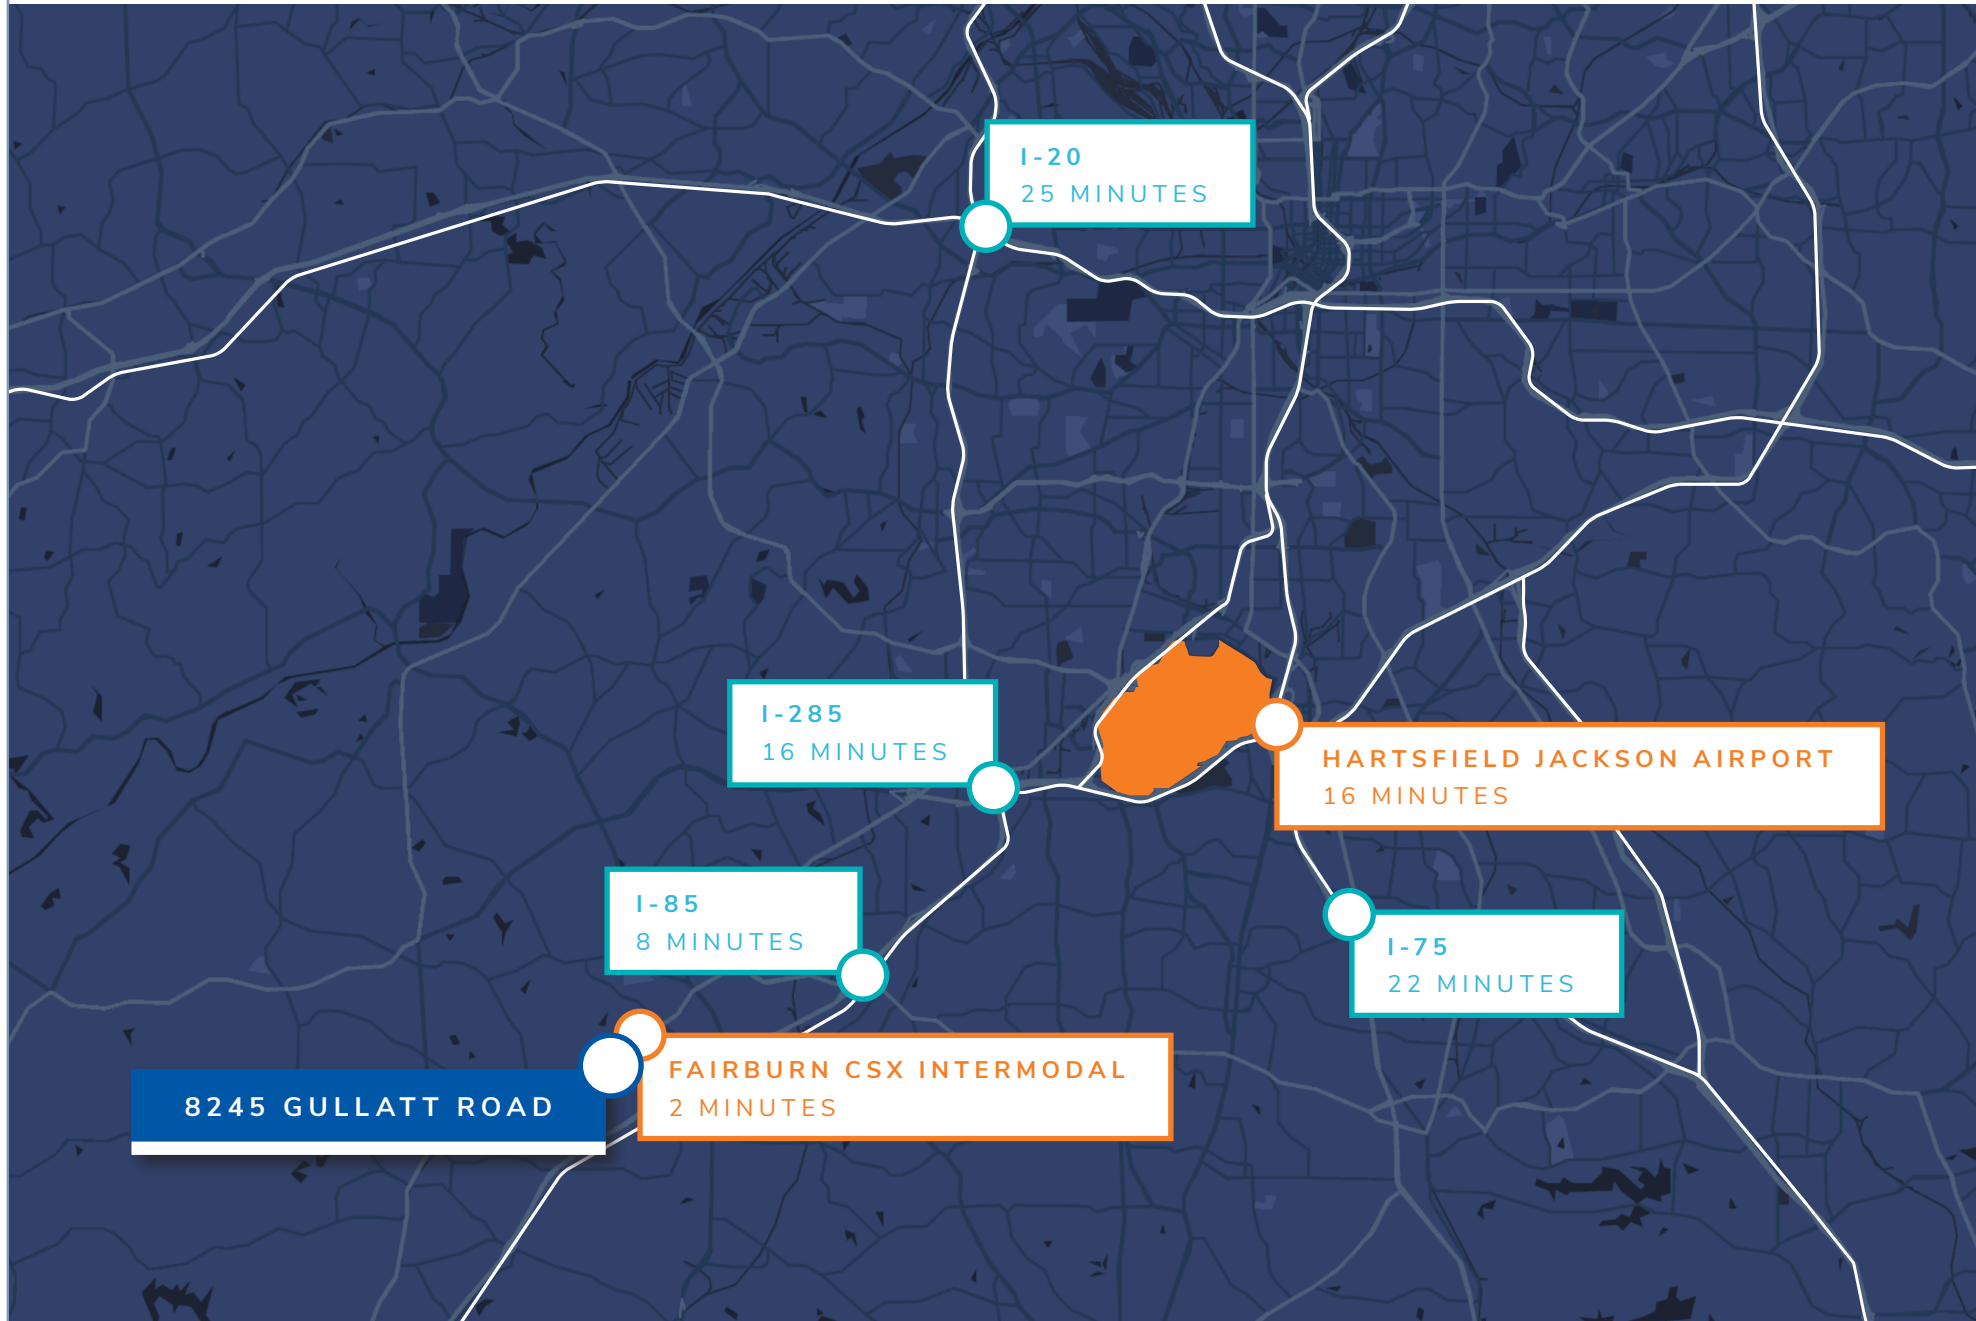 I-20
25 MINUTES
I-285
16 MINUTES
HARTSFIELD JACKSON AIRPORT
16 MINUTES
I-85
8 MINUTES
I-75
22 MINUTES
FAIRBURN CSX INTERMODAL
2 MINUTES
8245 GULLATT ROAD